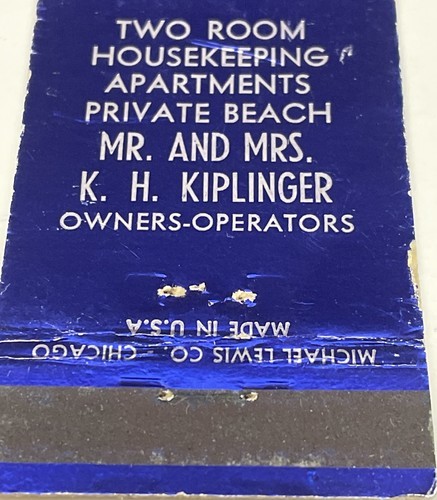 TWO ROOM
HOUSEKEEPING
APARTMENTS
PRIVATE BEACH
MR. AND MRS.
K. H. KIPLINGER
OWNERS-OPERATORS
MADE IN U.S.A
- MICHAEL LEWIS CO. - CHICAGO